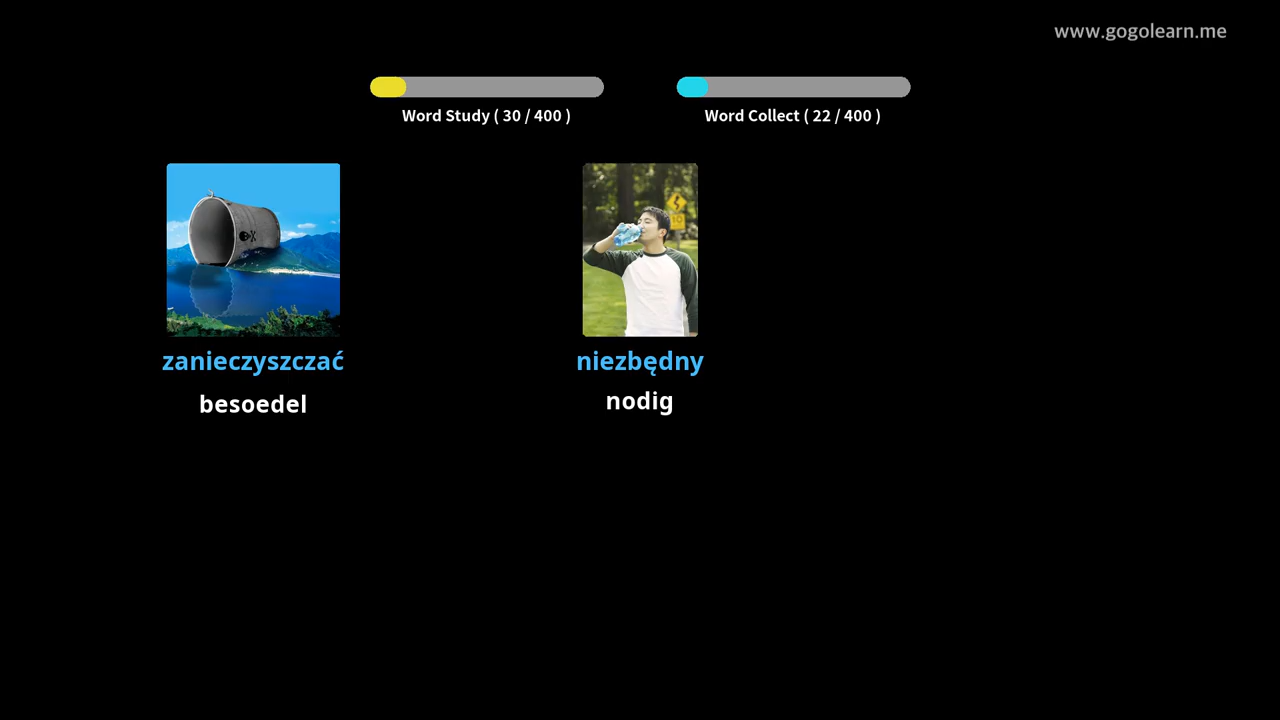 www.gogolearn.me
Word Study ( 30 / 400 )
Word Collect ( 22 / 400 )
zanieczyszczać
besoedel
niezbędny
nodig